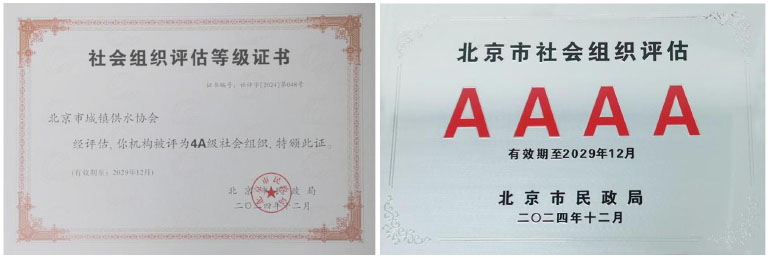 社会组织评估等级证书
证书编号：社评字[2024]第048号
北京市城镇供水协会
经评估，你机构被评为4A级社会组织，特颁此证。
(有效期至：2029年12月)
北京市民政局
二〇二四年十二月
北京市社会组织评估
AAAA
有效期至2029年12月
北京市民政局
二〇二四年十二月